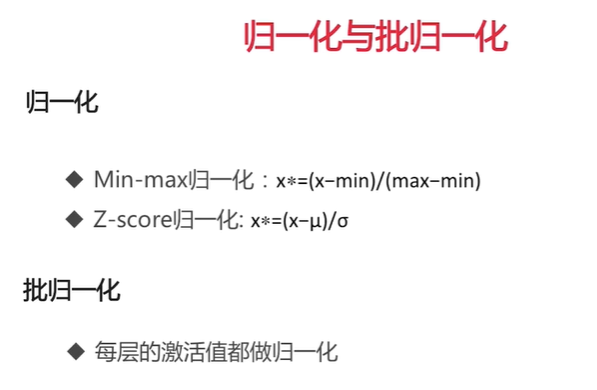 归一化与批归一化
归一化
◆ Min-max归一化：x*=(x−min)/(max−min)
◆ Z-score归一化: x*=(x−μ)/σ
批归一化
◆ 每层的激活值都做归一化